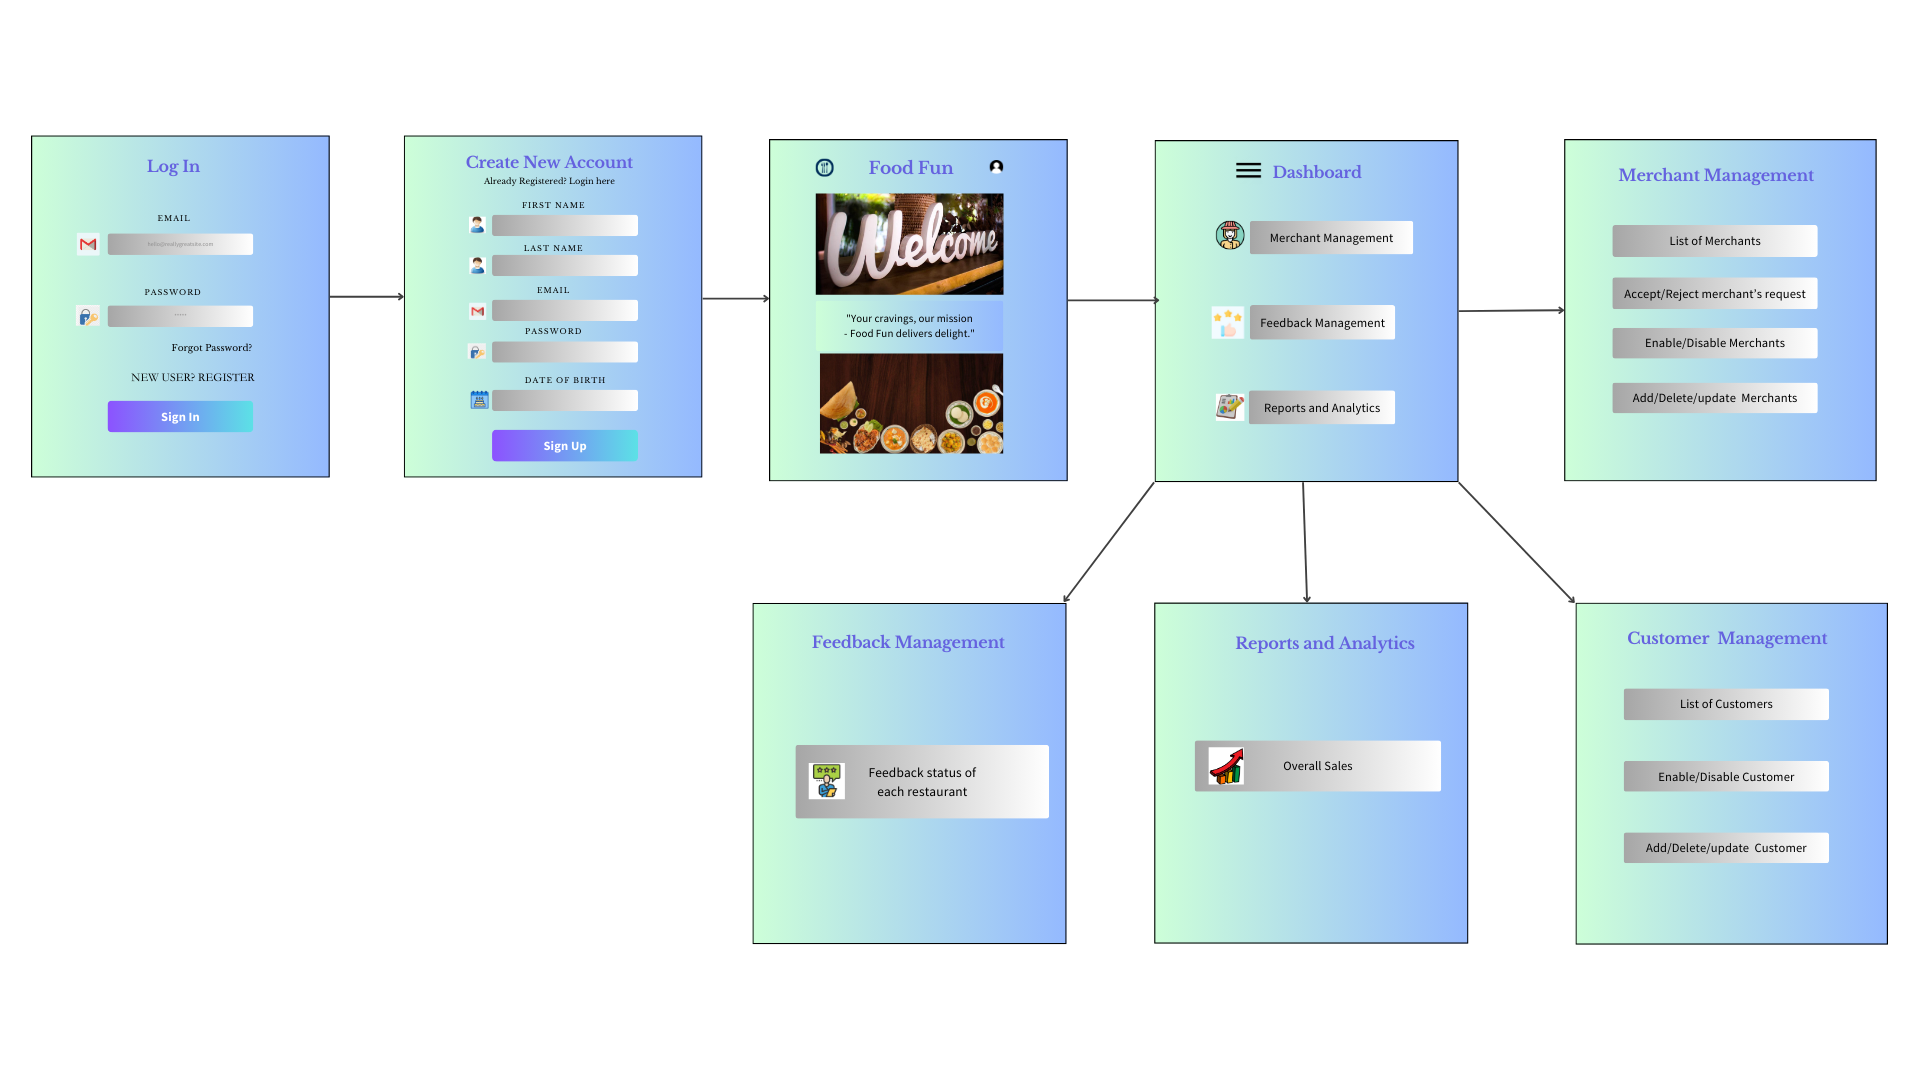 Log In
EMAIL
hello@reallygreatsite.com
PASSWORD
Forgot Password?
NEW USER? REGISTER
Sign In
Create New Account
Already Registered? Login here
FIRST NAME
LAST NAME
EMAIL
PASSWORD
DATE OF BIRTH
Sign Up
Food Fun
Welcome
"Your cravings, our mission
- Food Fun delivers delight."
Dashboard
Merchant Management
Feedback Management
Reports and Analytics
Merchant Management
List of Merchants
Accept/Reject merchant's request
Enable/Disable Merchants
Add/Delete/update Merchants
Feedback Management
Feedback status of
each restaurant
Reports and Analytics
Overall Sales
Customer Management
List of Customers
Enable/Disable Customer
Add/Delete/update Customer